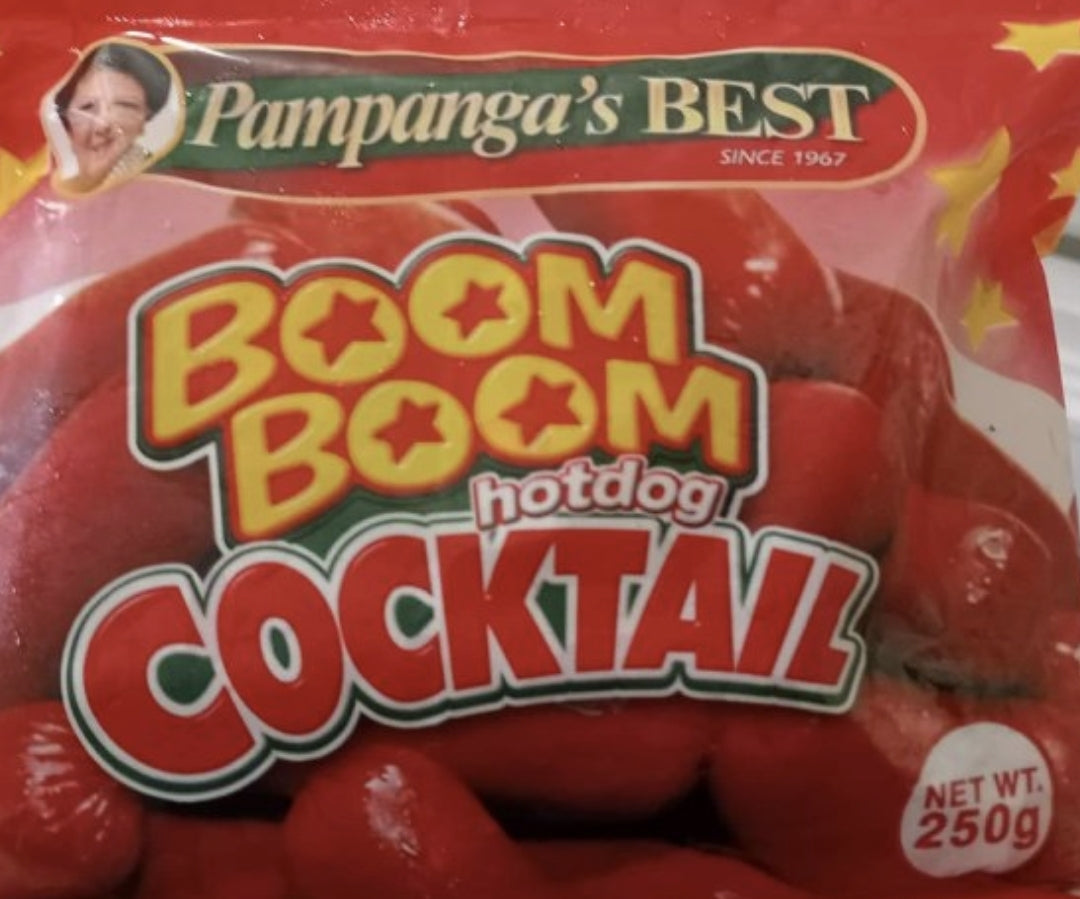 Pampanga's BEST
SINCE 1967
BOOM
BOOM
hotdog
COCKTAIL
NET WT.
250g